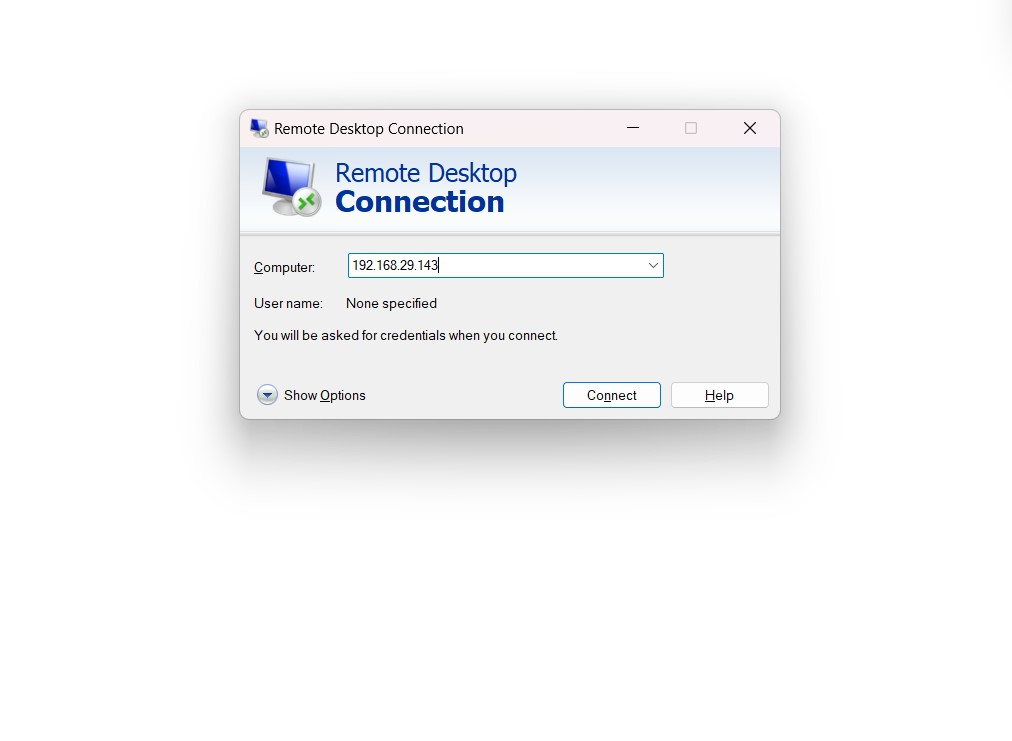 Remote Desktop Connection
Remote Desktop
Connection
Computer: 192.168.29.143
User name: None specified
You will be asked for credentials when you connect.
Show Options Connect Help